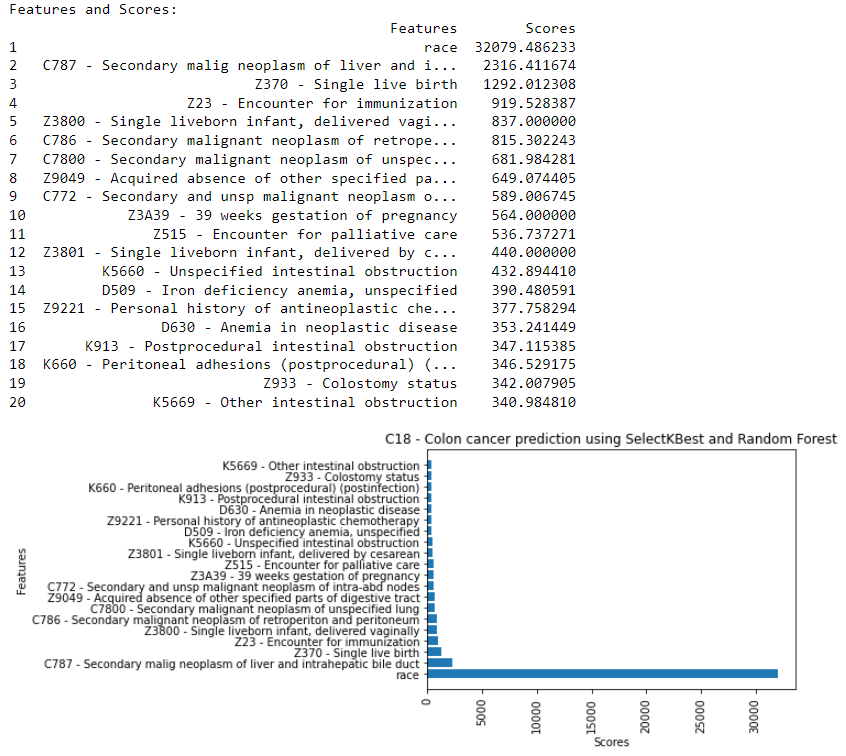 Features and Scores:
Features Scores
1 race 32079.486233
2 C787 - Secondary malig neoplasm of liver and i... 2316.411674
3 Z370 - Single live birth 1292.012308
4 Z23 - Encounter for immunization 919.528387
5 Z3800 - Single liveborn infant, delivered vagi... 837.000000
6 C786 - Secondary malignant neoplasm of retrope... 815.302243
7 C7800 - Secondary malignant neoplasm of unspec... 681.984281
8 Z9049 - Acquired absence of other specified pa... 649.074405
9 C772 - Secondary and unsp malignant neoplasm o... 589.006745
10 Z3A39 - 39 weeks gestation of pregnancy 564.000000
11 Z515 - Encounter for palliative care 536.737271
12 Z3801 - Single liveborn infant, delivered by c... 440.000000
13 K5660 - Unspecified intestinal obstruction 432.894410
14 D509 - Iron deficiency anemia, unspecified 390.480591
15 Z9221 - Personal history of antineoplastic che... 377.758294
16 D630 - Anemia in neoplastic disease 353.241449
17 K913 - Postprocedural intestinal obstruction 347.115385
18 K660 - Peritoneal adhesions (postprocedural) (... 346.529175
19 Z933 - Colostomy status 342.007905
20 K5669 - Other intestinal obstruction 340.984810
C18 - Colon cancer prediction using SelectKBest and Random Forest
K5669 - Other intestinal obstruction
Z933 - Colostomy status
K660 - Peritoneal adhesions (postprocedural) (postinfection)
K913 - Postprocedural intestinal obstruction
D630 - Anemia in neoplastic disease
Z9221 - Personal history of antineoplastic chemotherapy
D509 - Iron deficiency anemia, unspecified
K5660 - Unspecified intestinal obstruction
Z3801 - Single liveborn infant, delivered by cesarean
Z515 - Encounter for palliative care
Z3A39 - 39 weeks gestation of pregnancy
C772 - Secondary and unsp malignant neoplasm of intra-abd nodes
Z9049 - Acquired absence of other specified parts of digestive tract
C7800 - Secondary malignant neoplasm of unspecified lung
C786 - Secondary malignant neoplasm of retroperiton and peritoneum
Z3800 - Single liveborn infant, delivered vaginally
Z23 - Encounter for immunization
Z370 - Single live birth
C787 - Secondary malig neoplasm of liver and intrahepatic bile duct
race
Features
0 5000 10000 15000 20000 25000 30000
Scores